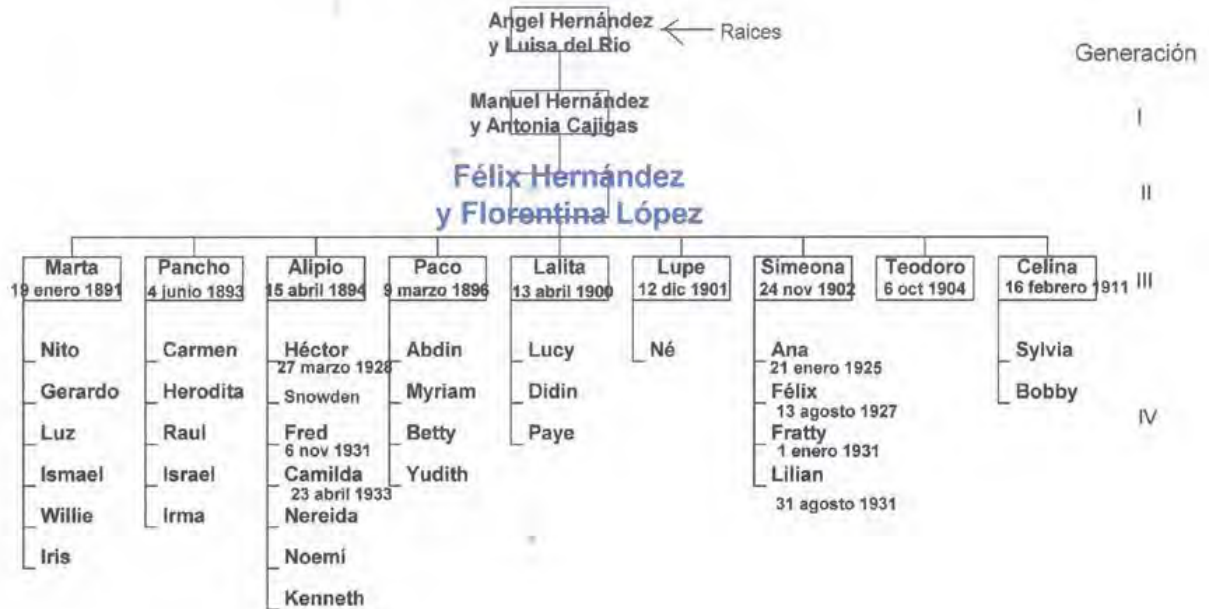 Angel Hernández
y Luisa del Rio
Raices
Generación
Manuel Hernández
y Antonia Cajigas
I
Félix Hernández
y Florentina López
II
Marta
19 enero 1891
Pancho
4 junio 1893
Alipio
15 abril 1894
Paco
9 marzo 1896
Lalita
13 abril 1900
Lupe
12 dic 1901
Simeona
24 nov 1902
Teodoro
6 oct 1904
Celina
16 febrero 1911
III
Nito
Gerardo
Luz
Ismael
Willie
Iris
Carmen
Herodita
Raul
Israel
Irma
Héctor
27 marzo 1928
Snowden
Fred
6 nov 1931
Camilda
23 abril 1933
Nereida
Noemí
Kenneth
Abdin
Myriam
Betty
Yudith
Lucy
Didin
Paye
Né
Ana
21 enero 1925
Félix
13 agosto 1927
Fratty
1 enero 1931
Lilian
31 agosto 1931
Sylvia
Bobby
IV